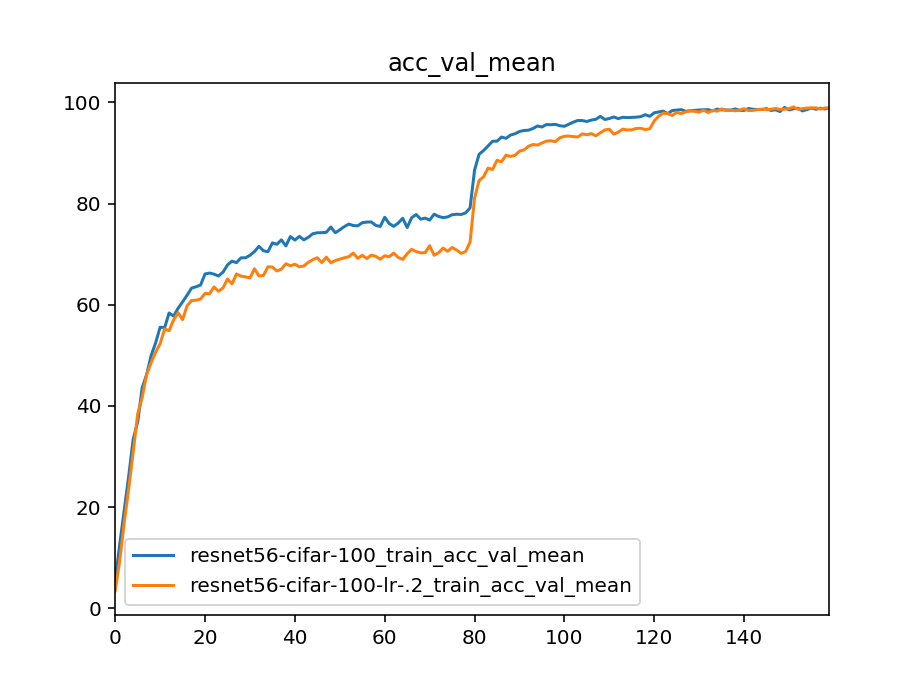 acc_val_mean
100
80
60
40
20
0
resnet56-cifar-100_train_acc_val_mean
resnet56-cifar-100-lr-.2_train_acc_val_mean
0 20 40 60 80 100 120 140